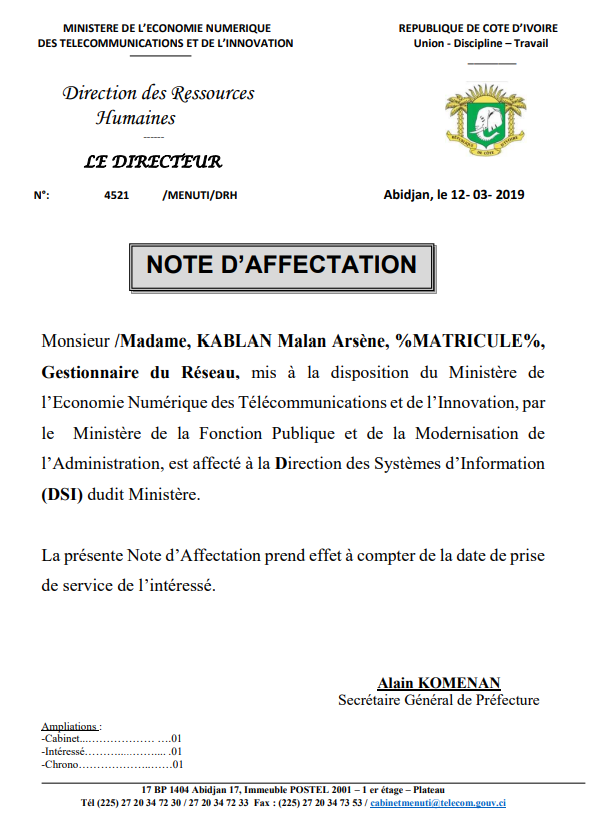 MINISTERE DE L’ECONOMIE NUMERIQUE
DES TELECOMMUNICATIONS ET DE L’INNOVATION
REPUBLIQUE DE COTE D’IVOIRE
Union - Discipline – Travail
Direction des Ressources
Humaines
LE DIRECTEUR
REPUBLIQUE DE COTE D'IVOIRE
N°: 4521 /MENUTI/DRH
Abidjan, le 12- 03- 2019
NOTE D’AFFECTATION
Monsieur /Madame, KABLAN Malan Arsène, %MATRICULE%,
Gestionnaire du Réseau, mis à la disposition du Ministère de
l’Economie Numérique des Télécommunications et de l’Innovation, par
le Ministère de la Fonction Publique et de la Modernisation de
l’Administration, est affecté à la Direction des Systèmes d’Information
(DSI) dudit Ministère.
La présente Note d’Affectation prend effet à compter de la date de prise
de service de l’intéressé.
Alain KOMENAN
Secrétaire Général de Préfecture
Ampliations :
-Cabinet...……………… ….01
-Intéressé………....……... .01
-Chrono………………..……01
17 BP 1404 Abidjan 17, Immeuble POSTEL 2001 – 1 er étage – Plateau
Tél (225) 27 20 34 72 30 / 27 20 34 72 33 Fax : (225) 27 20 34 73 53 / cabinetmenuti@telecom.gouv.ci